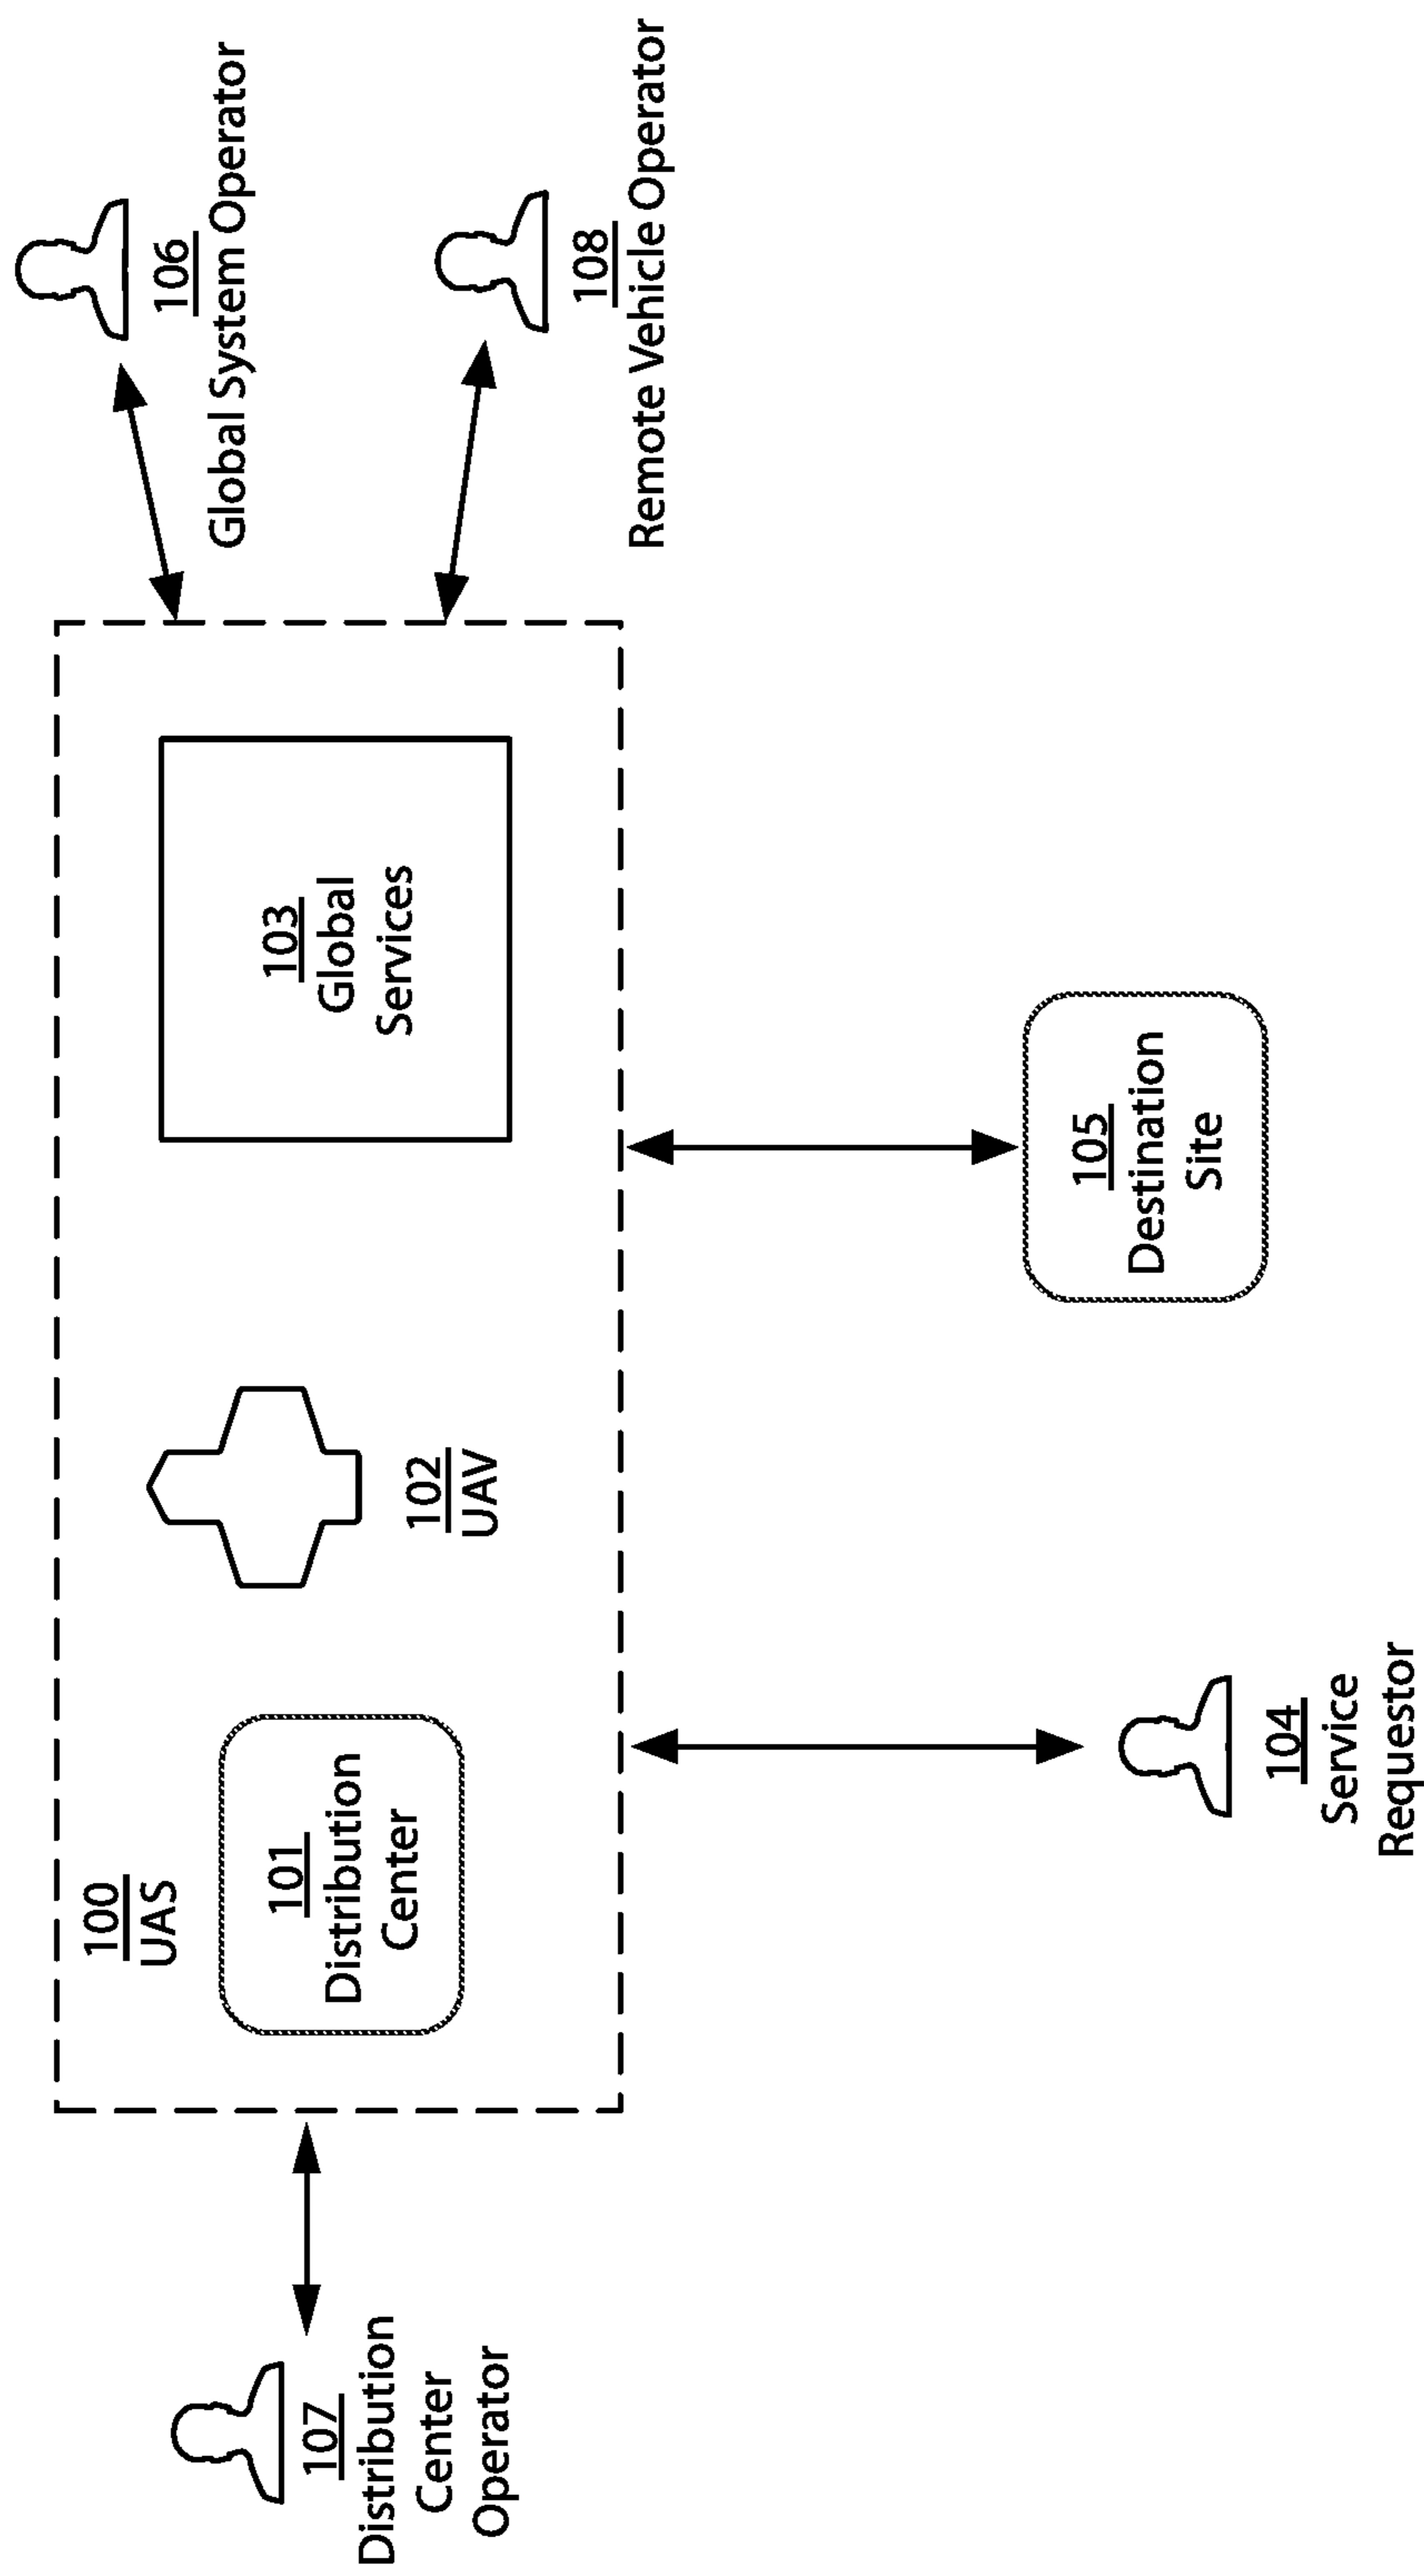 100
UAS
101
Distribution
Center
102
UAV
103
Global
Services
106
Global System Operator
108
Remote Vehicle Operator
107
Distribution
Center
Operator
104
Service
Requestor
105
Destination
Site